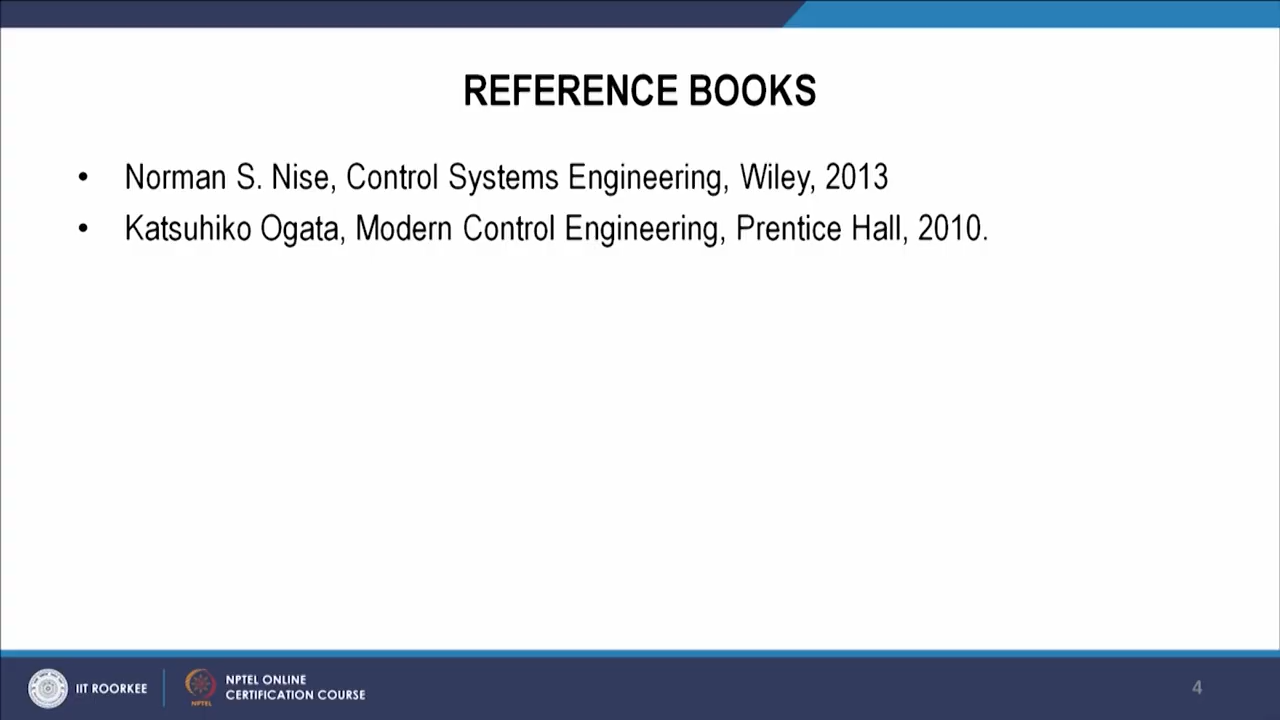 REFERENCE BOOKS
• Norman S. Nise, Control Systems Engineering, Wiley, 2013
• Katsuhiko Ogata, Modern Control Engineering, Prentice Hall, 2010.
IIT ROORKEE
NPTEL
NPTEL ONLINE
CERTIFICATION COURSE
4